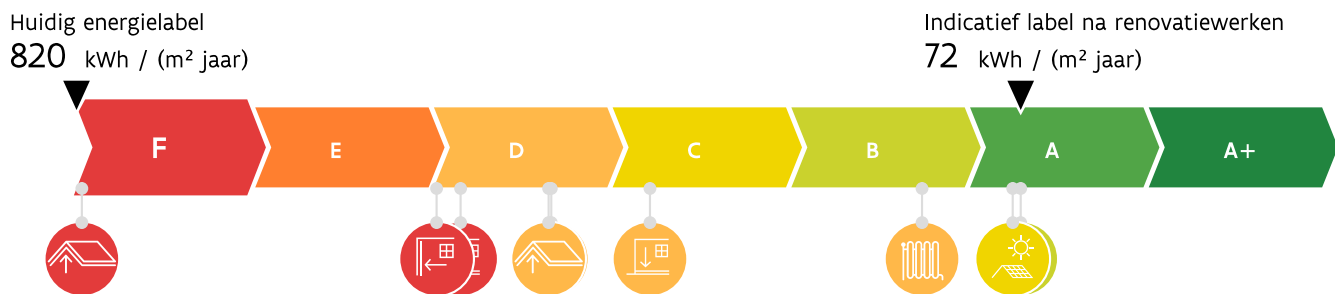 Huidig energielabel
820 kWh / (m² jaar)
Indicatief label na renovatiewerken
72 kWh / (m² jaar)
F E D C B A A+